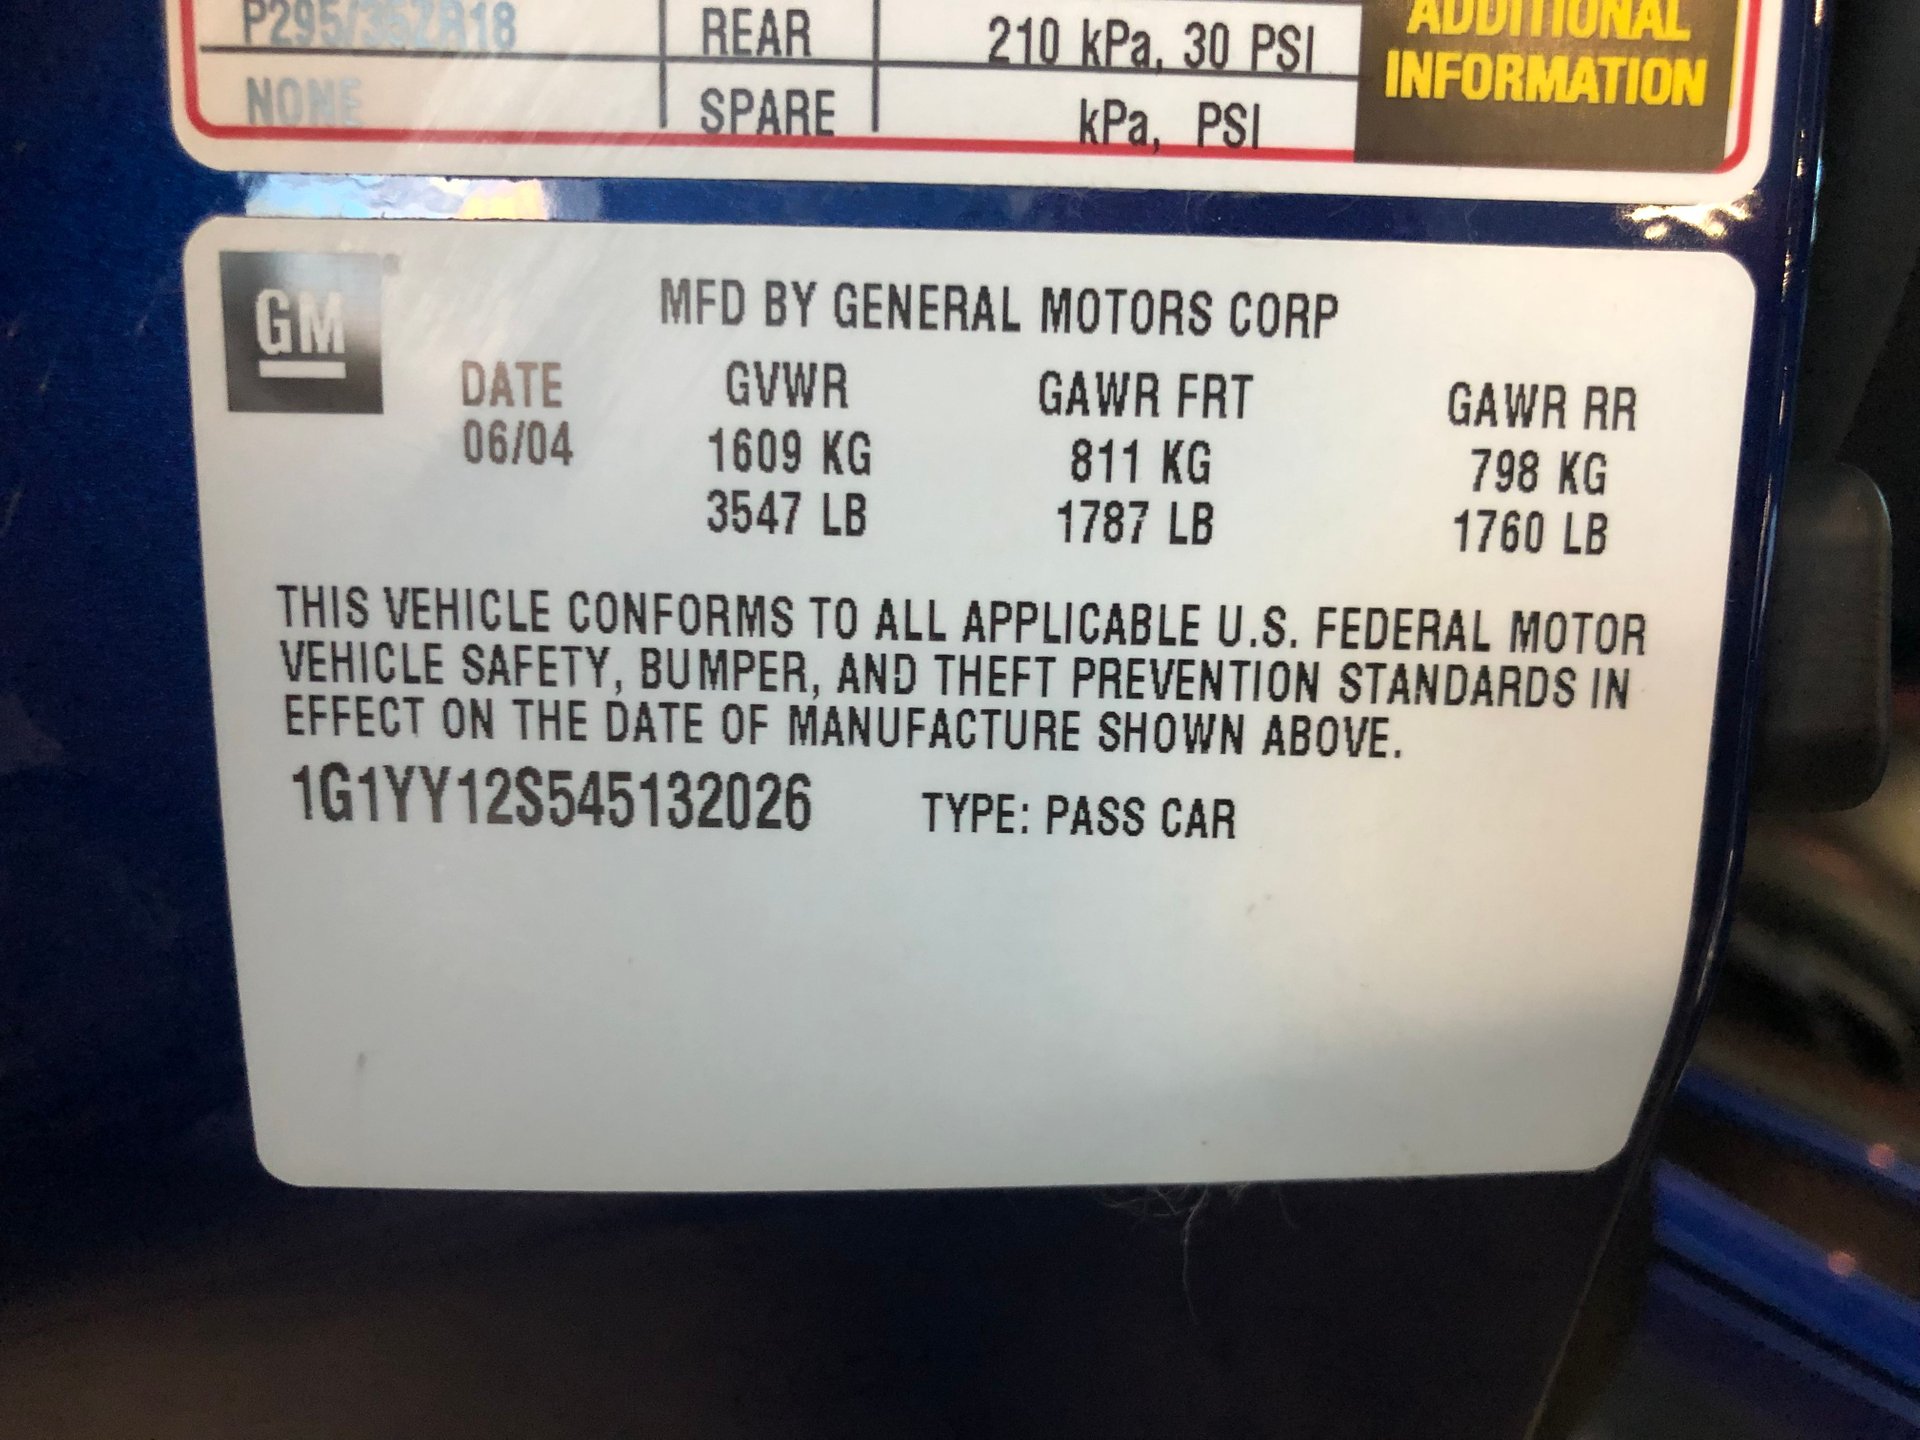 P295/35ZR18 REAR 210 kPa, 30 PSI
NONE SPARE kPa, PSI
ADDITIONAL
INFORMATION
GM
MFD BY GENERAL MOTORS CORP
DATE GVWR GAWR FRT GAWR RR
06/04 1609 KG 811 KG 798 KG
3547 LB 1787 LB 1760 LB
THIS VEHICLE CONFORMS TO ALL APPLICABLE U.S. FEDERAL MOTOR
VEHICLE SAFETY, BUMPER, AND THEFT PREVENTION STANDARDS IN
EFFECT ON THE DATE OF MANUFACTURE SHOWN ABOVE.
1G1YY12S545132026 TYPE: PASS CAR